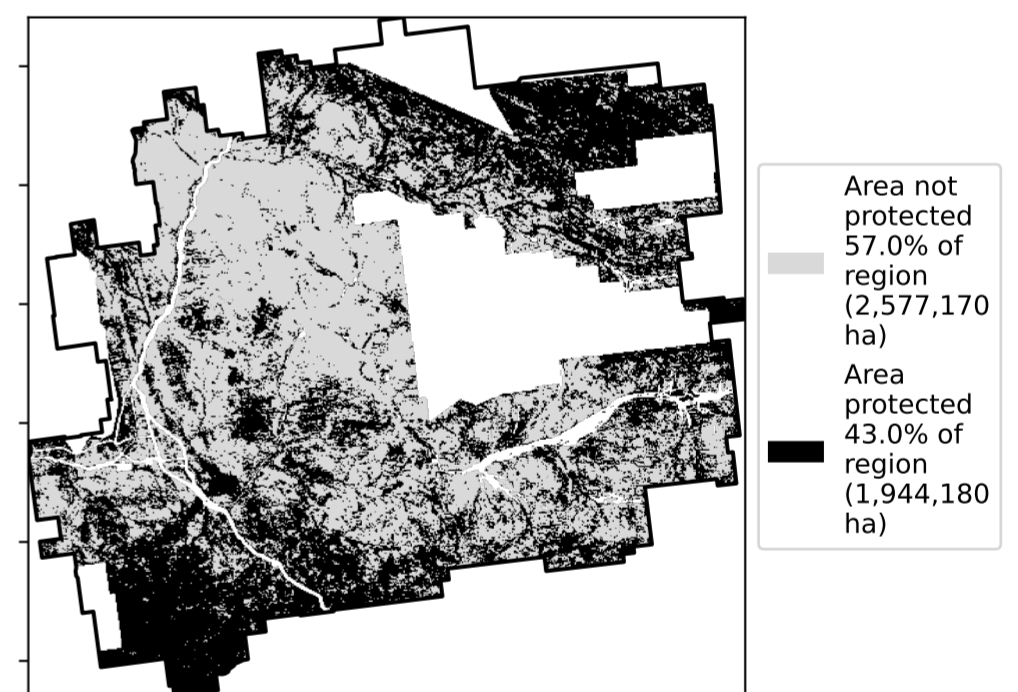 Area not
protected
57.0% of
region
(2,577,170
ha)
Area
protected
43.0% of
region
(1,944,180
ha)